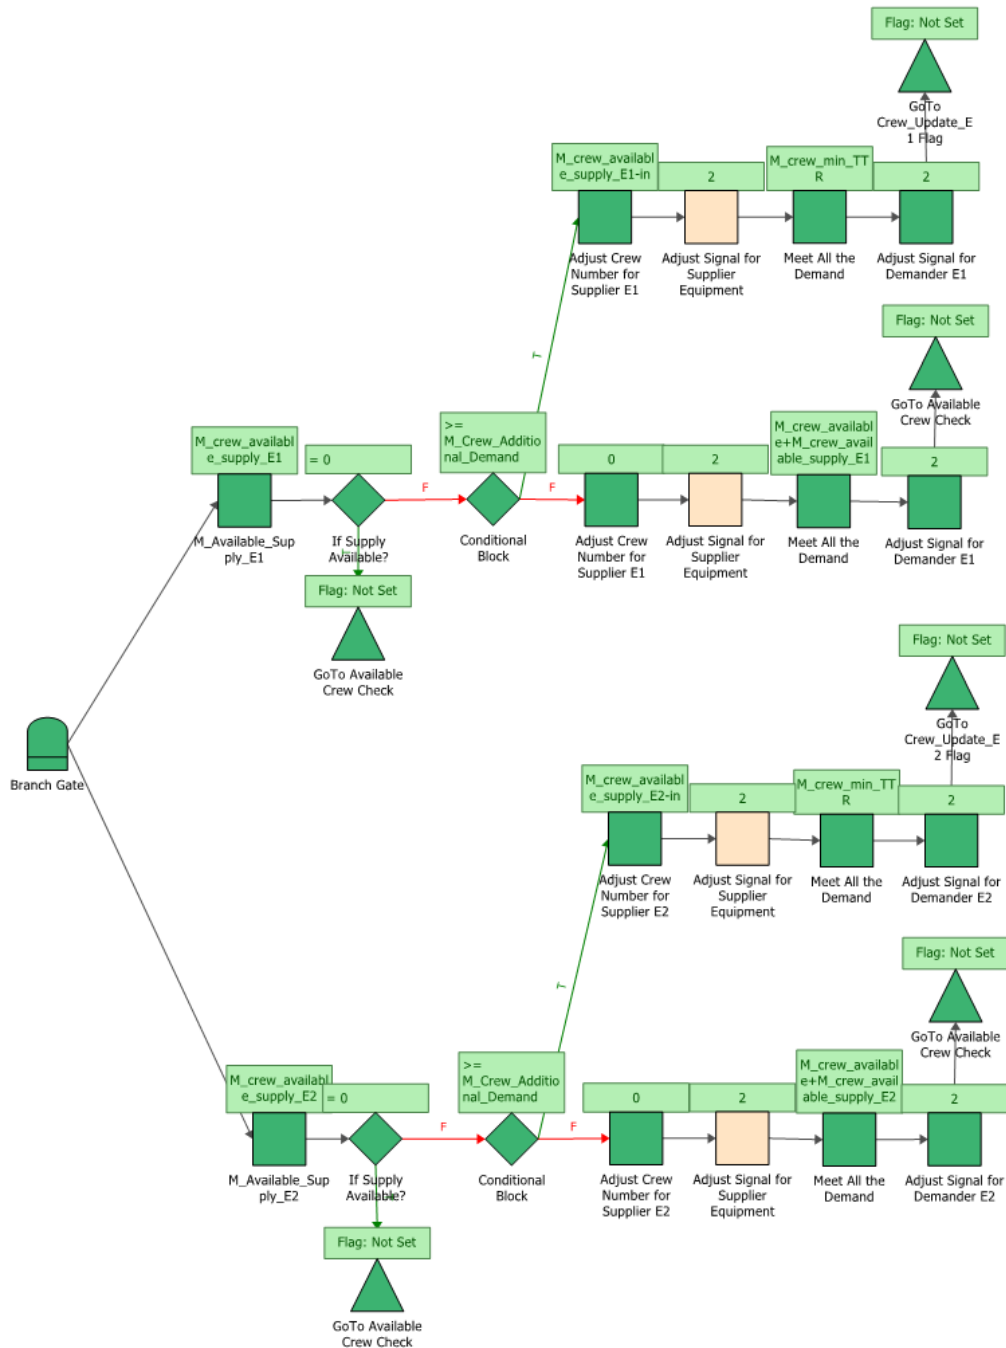 Flag: Not Set
GoTo
Crew_Update_E
1 Flag
M_crew_availabl
e_supply_E1-in
2
M_crew_min_TT
R
2
Adjust Crew
Number for
Supplier E1
Adjust Signal for
Supplier
Equipment
Meet All the
Demand
Adjust Signal for
Demander E1
T
Flag: Not Set
GoTo Available
Crew Check
M_crew_availabl
e_supply_E1
= 0
>=
M_Crew_Additio
nal_Demand
0
2
M_crew_availabl
e+M_crew_avail
able_supply_E1
2
F
F
M_Available_Sup
ply_E1
If Supply
Available?
T
Conditional
Block
Adjust Crew
Number for
Supplier E1
Adjust Signal for
Supplier
Equipment
Meet All the
Demand
Adjust Signal for
Demander E1
Flag: Not Set
GoTo Available
Crew Check
Branch Gate
Flag: Not Set
GoTo
Crew_Update_E
2 Flag
M_crew_availabl
e_supply_E2-in
2
M_crew_min_TT
R
2
Adjust Crew
Number for
Supplier E2
Adjust Signal for
Supplier
Equipment
Meet All the
Demand
Adjust Signal for
Demander E2
T
Flag: Not Set
GoTo Available
Crew Check
M_crew_availabl
e_supply_E2
= 0
>=
M_Crew_Additio
nal_Demand
0
2
M_crew_availabl
e+M_crew_avail
able_supply_E2
2
F
F
M_Available_Sup
ply_E2
If Supply
Available?
T
Conditional
Block
Adjust Crew
Number for
Supplier E2
Adjust Signal for
Supplier
Equipment
Meet All the
Demand
Adjust Signal for
Demander E2
Flag: Not Set
GoTo Available
Crew Check